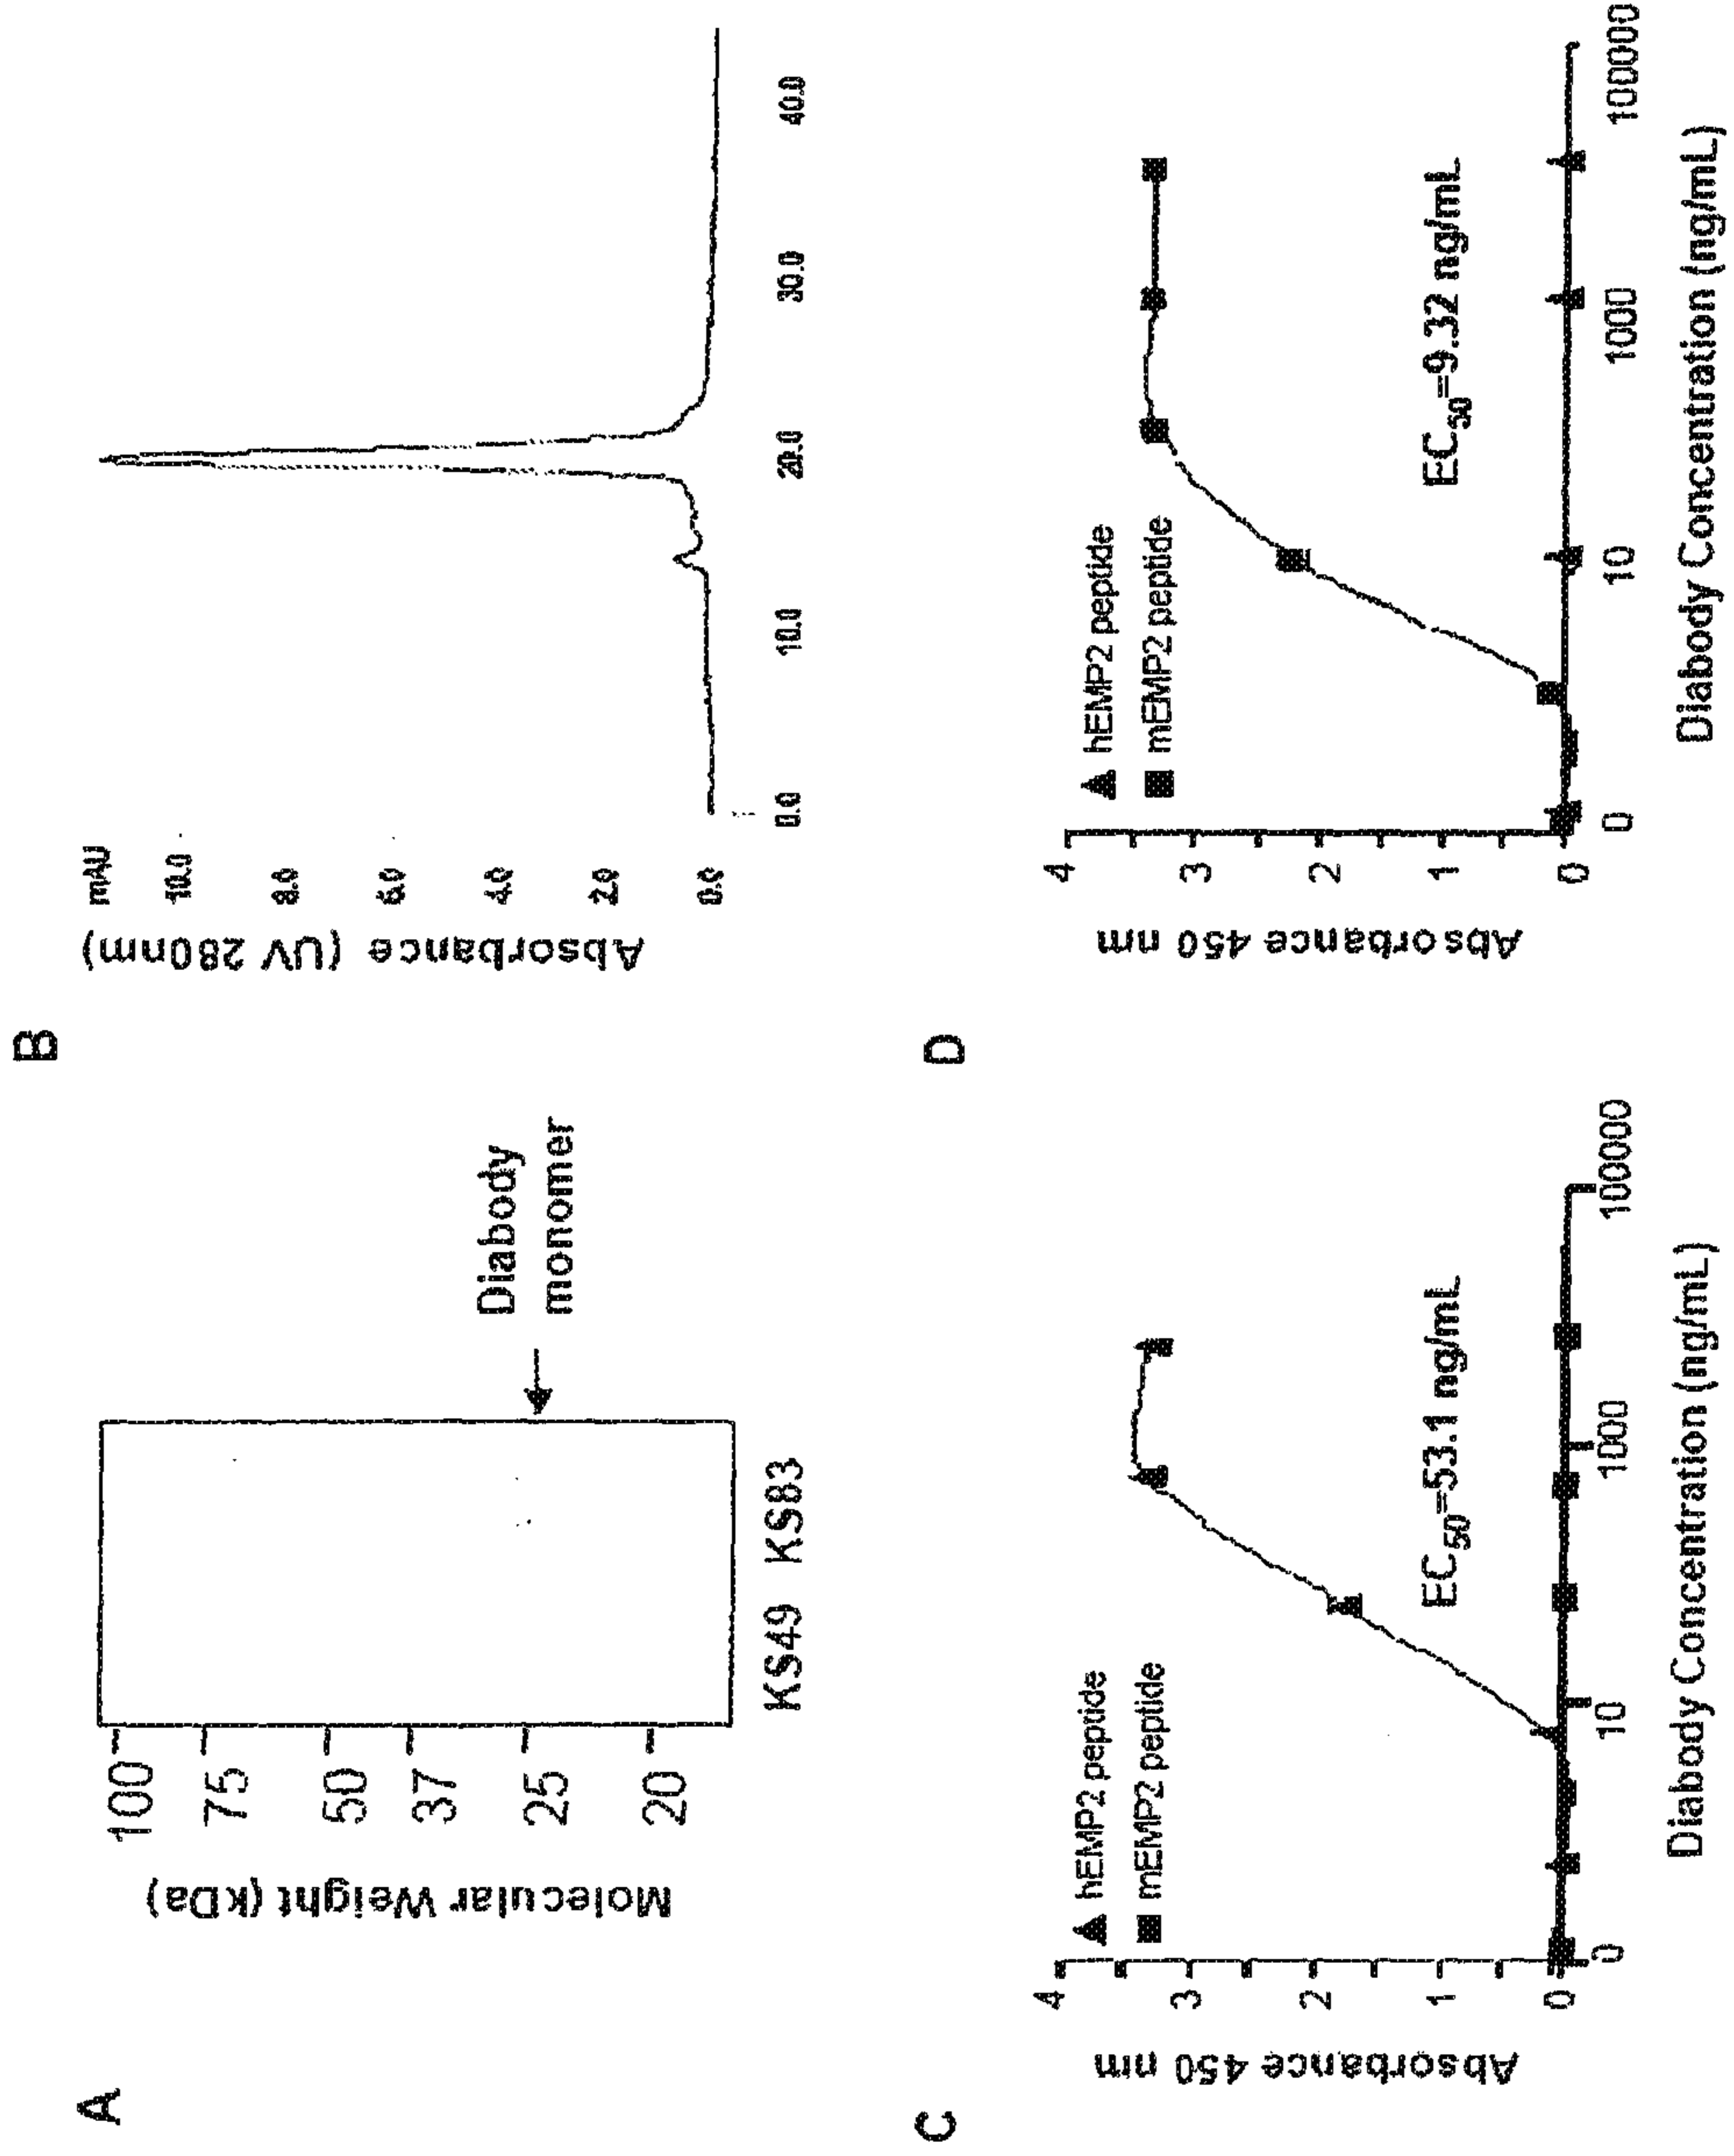 A
Molecular Weight (kDa)
100
75
50
37
25
20
KS49 KS83
Diabody
monomer
B
Absorbance (UV 280nm)
mAU
10.0
8.0
6.0
4.0
2.0
0.0
0.0 10.0 20.0 30.0 40.0
C
Absorbance 450 nm
4
3
2
1
0
hEMP2 peptide
mEMP2 peptide
EC50=53.1 ng/mL
0 10 1000 100000
Diabody Concentration (ng/mL)
D
Absorbance 450 nm
4
3
2
1
0
hEMP2 peptide
mEMP2 peptide
EC50=9.32 ng/mL
0 10 1000 100000
Diabody Concentration (ng/mL)